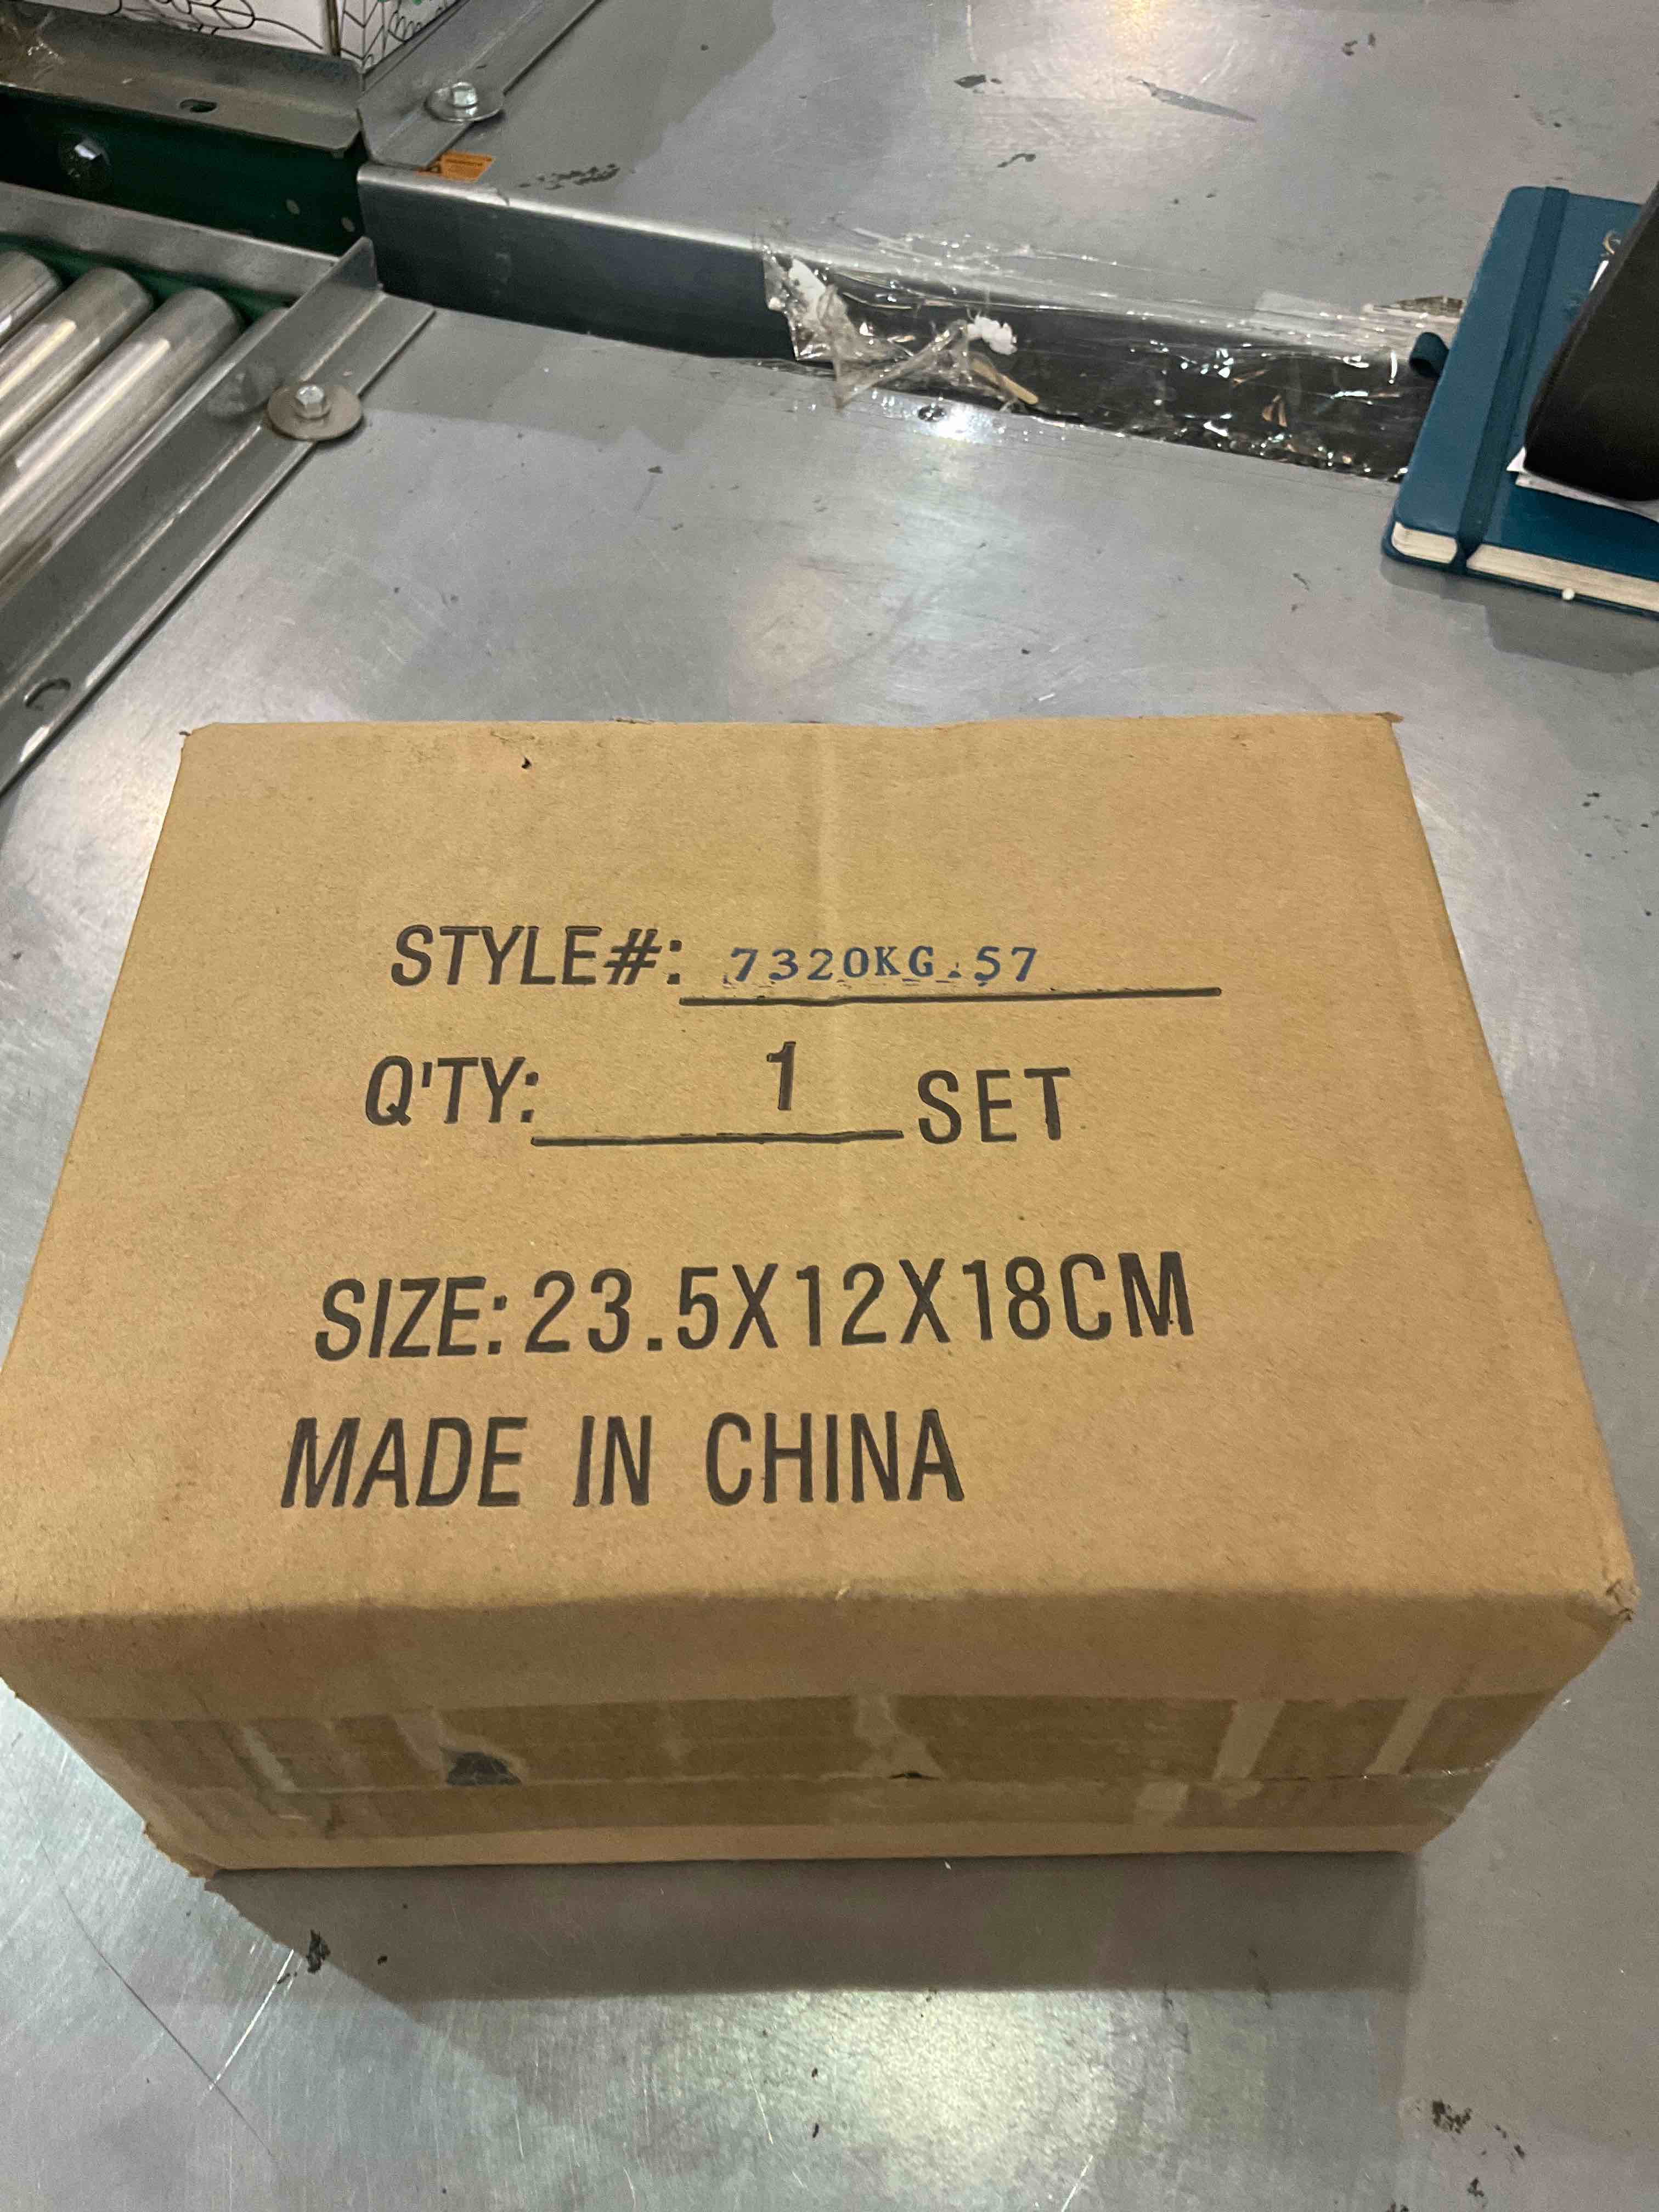 STYLE#: 7320KG.57
Q'TY: 1 SET
SIZE: 23.5X12X18CM
MADE IN CHINA